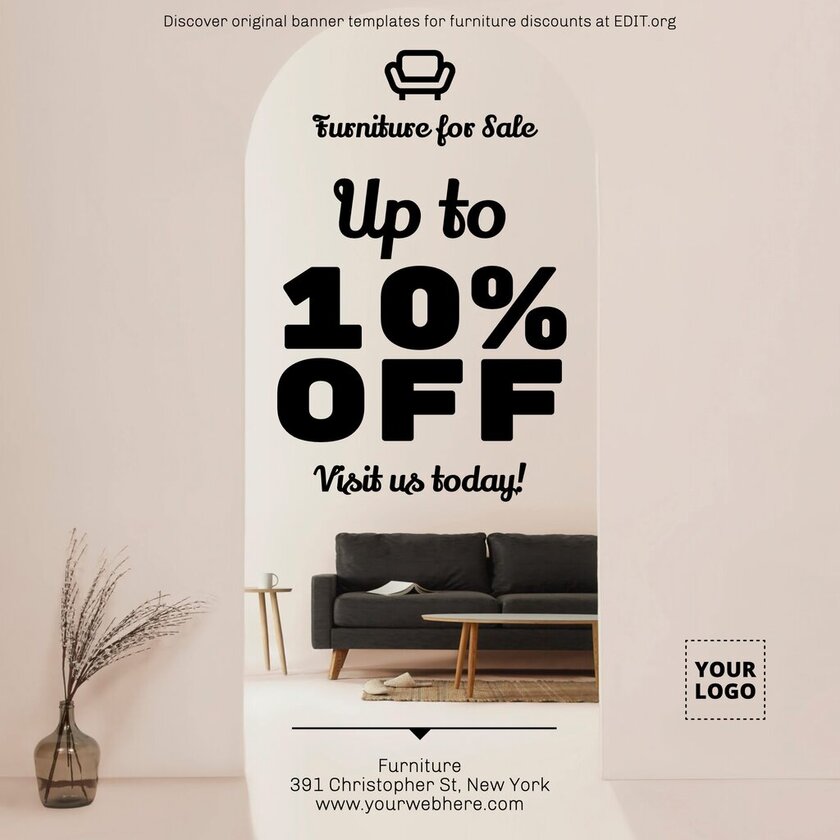 Discover original banner templates for furniture discounts at EDIT.org
Furniture for Sale
Up to
10%
OFF
Visit us today!
YOUR
LOGO
Furniture
391 Christopher St, New York
www.yourwebhere.com